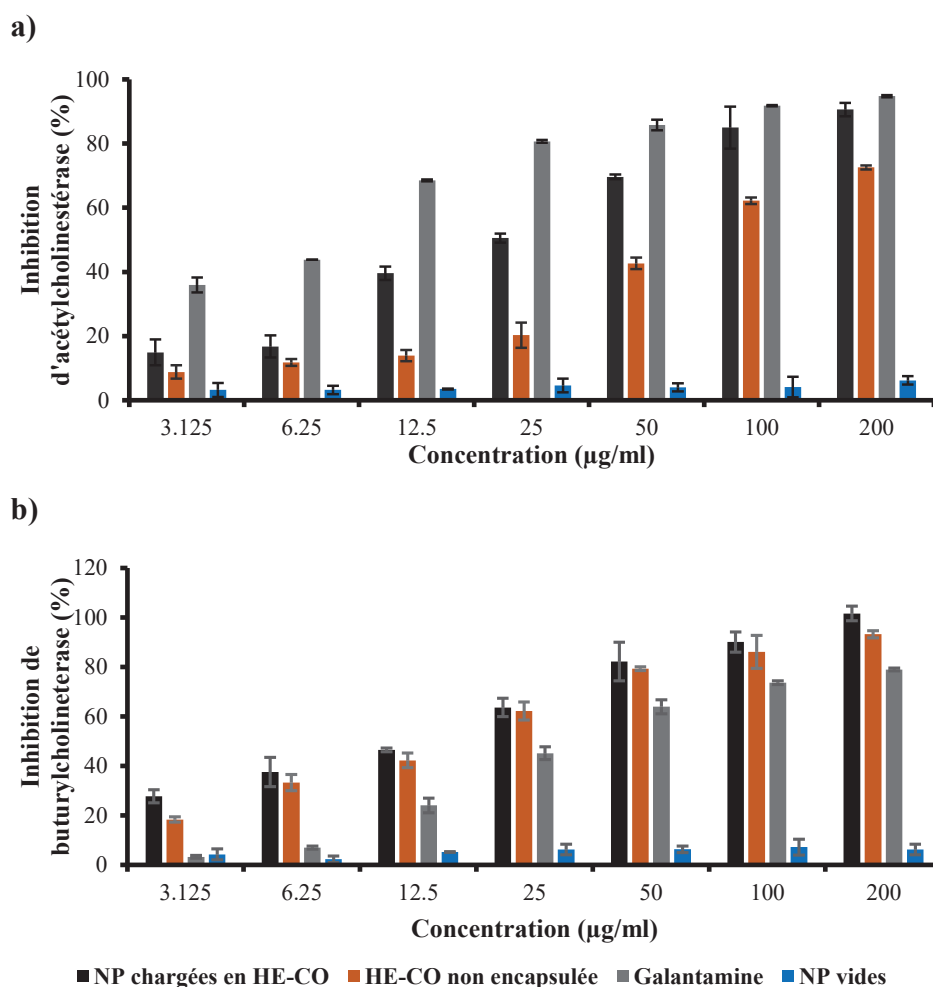 a)
Inhibition
d'acétylcholinestérase (%)
100
80
60
40
20
0
3.125 6.25 12.5 25 50 100 200
Concentration (µg/ml)
b)
Inhibition de
buturylcholineterase (%)
120
100
80
60
40
20
0
3.125 6.25 12.5 25 50 100 200
Concentration (µg/ml)
NP chargées en HE-CO HE-CO non encapsulée Galantamine NP vides